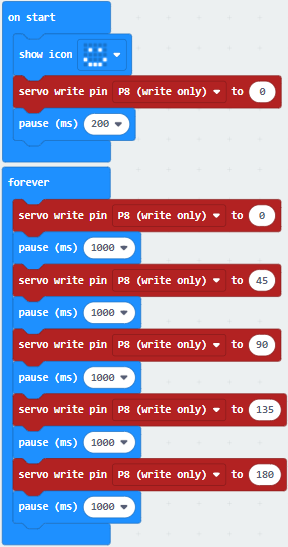 on start
show icon
servo write pin P8 (write only) to 0
pause (ms) 200
forever
servo write pin P8 (write only) to 0
pause (ms) 1000
servo write pin P8 (write only) to 45
pause (ms) 1000
servo write pin P8 (write only) to 90
pause (ms) 1000
servo write pin P8 (write only) to 135
pause (ms) 1000
servo write pin P8 (write only) to 180
pause (ms) 1000